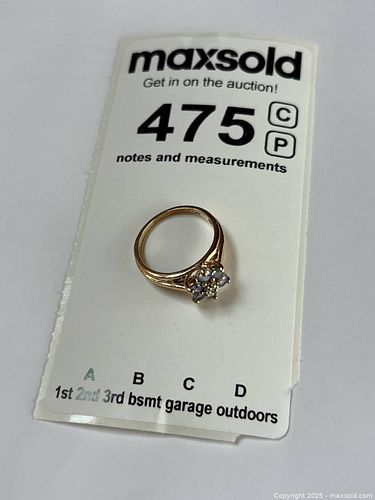 maxsold
Get in on the auction!
475 C
P
notes and measurements
A B C D
1st 2nd 3rd bsmt garage outdoors
Copyright 2025 - maxsold.com